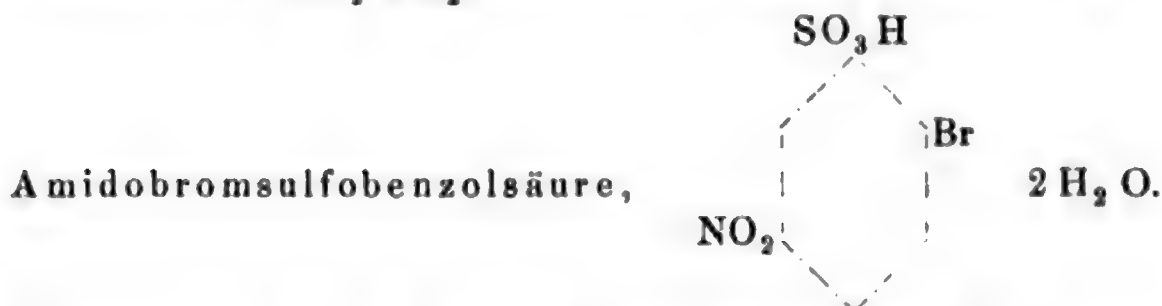 SO₃H
Br
Amidobromsulfobenzolsäure, 2 H₂ O.
NO₂